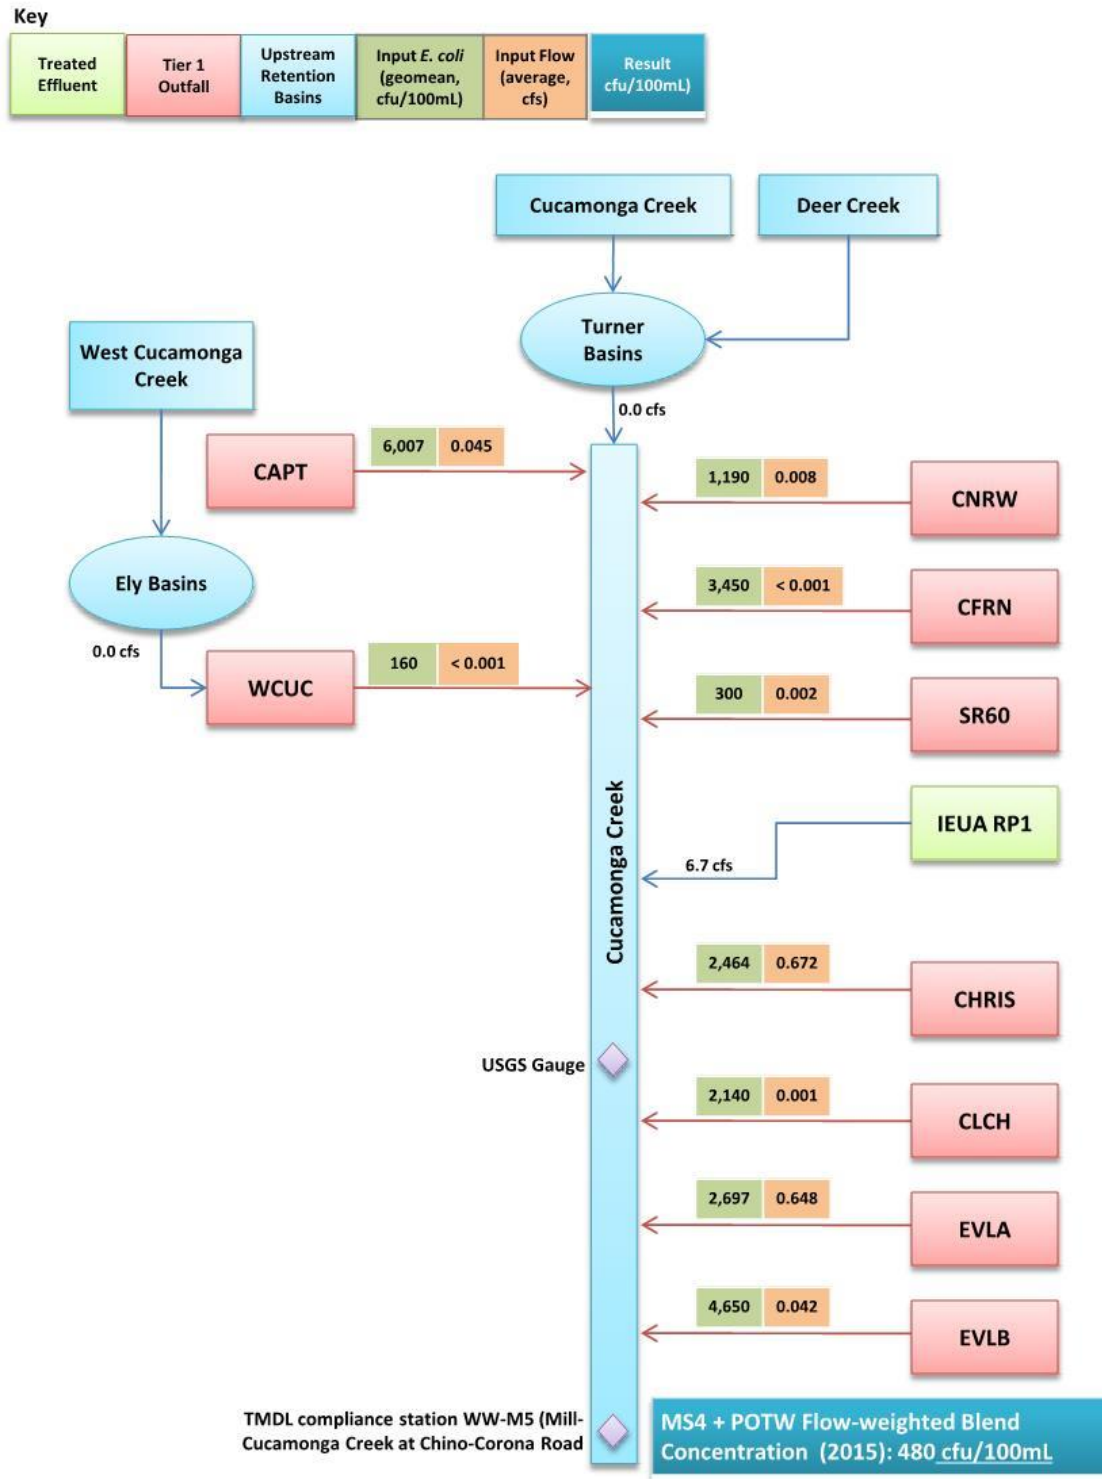 Key
Treated
Effluent
Tier 1
Outfall
Upstream
Retention
Basins
Input E. coli
(geomean,
cfu/100mL)
Input Flow
(average,
cfs)
Result
cfu/100mL)
Cucamonga Creek
Deer Creek
Turner
Basins
West Cucamonga
Creek
0.0 cfs
CAPT
6,007
0.045
1,190
0.008
CNRW
Ely Basins
3,450
< 0.001
CFRN
0.0 cfs
WCUC
160
< 0.001
300
0.002
SR60
IEUA RP1
6.7 cfs
Cucamonga Creek
2,464
0.672
CHRIS
USGS Gauge
2,140
0.001
CLCH
2,697
0.648
EVLA
4,650
0.042
EVLB
TMDL compliance station WW-M5 (Mill-
Cucamonga Creek at Chino-Corona Road
MS4 + POTW Flow-weighted Blend
Concentration (2015): 480 cfu/100mL